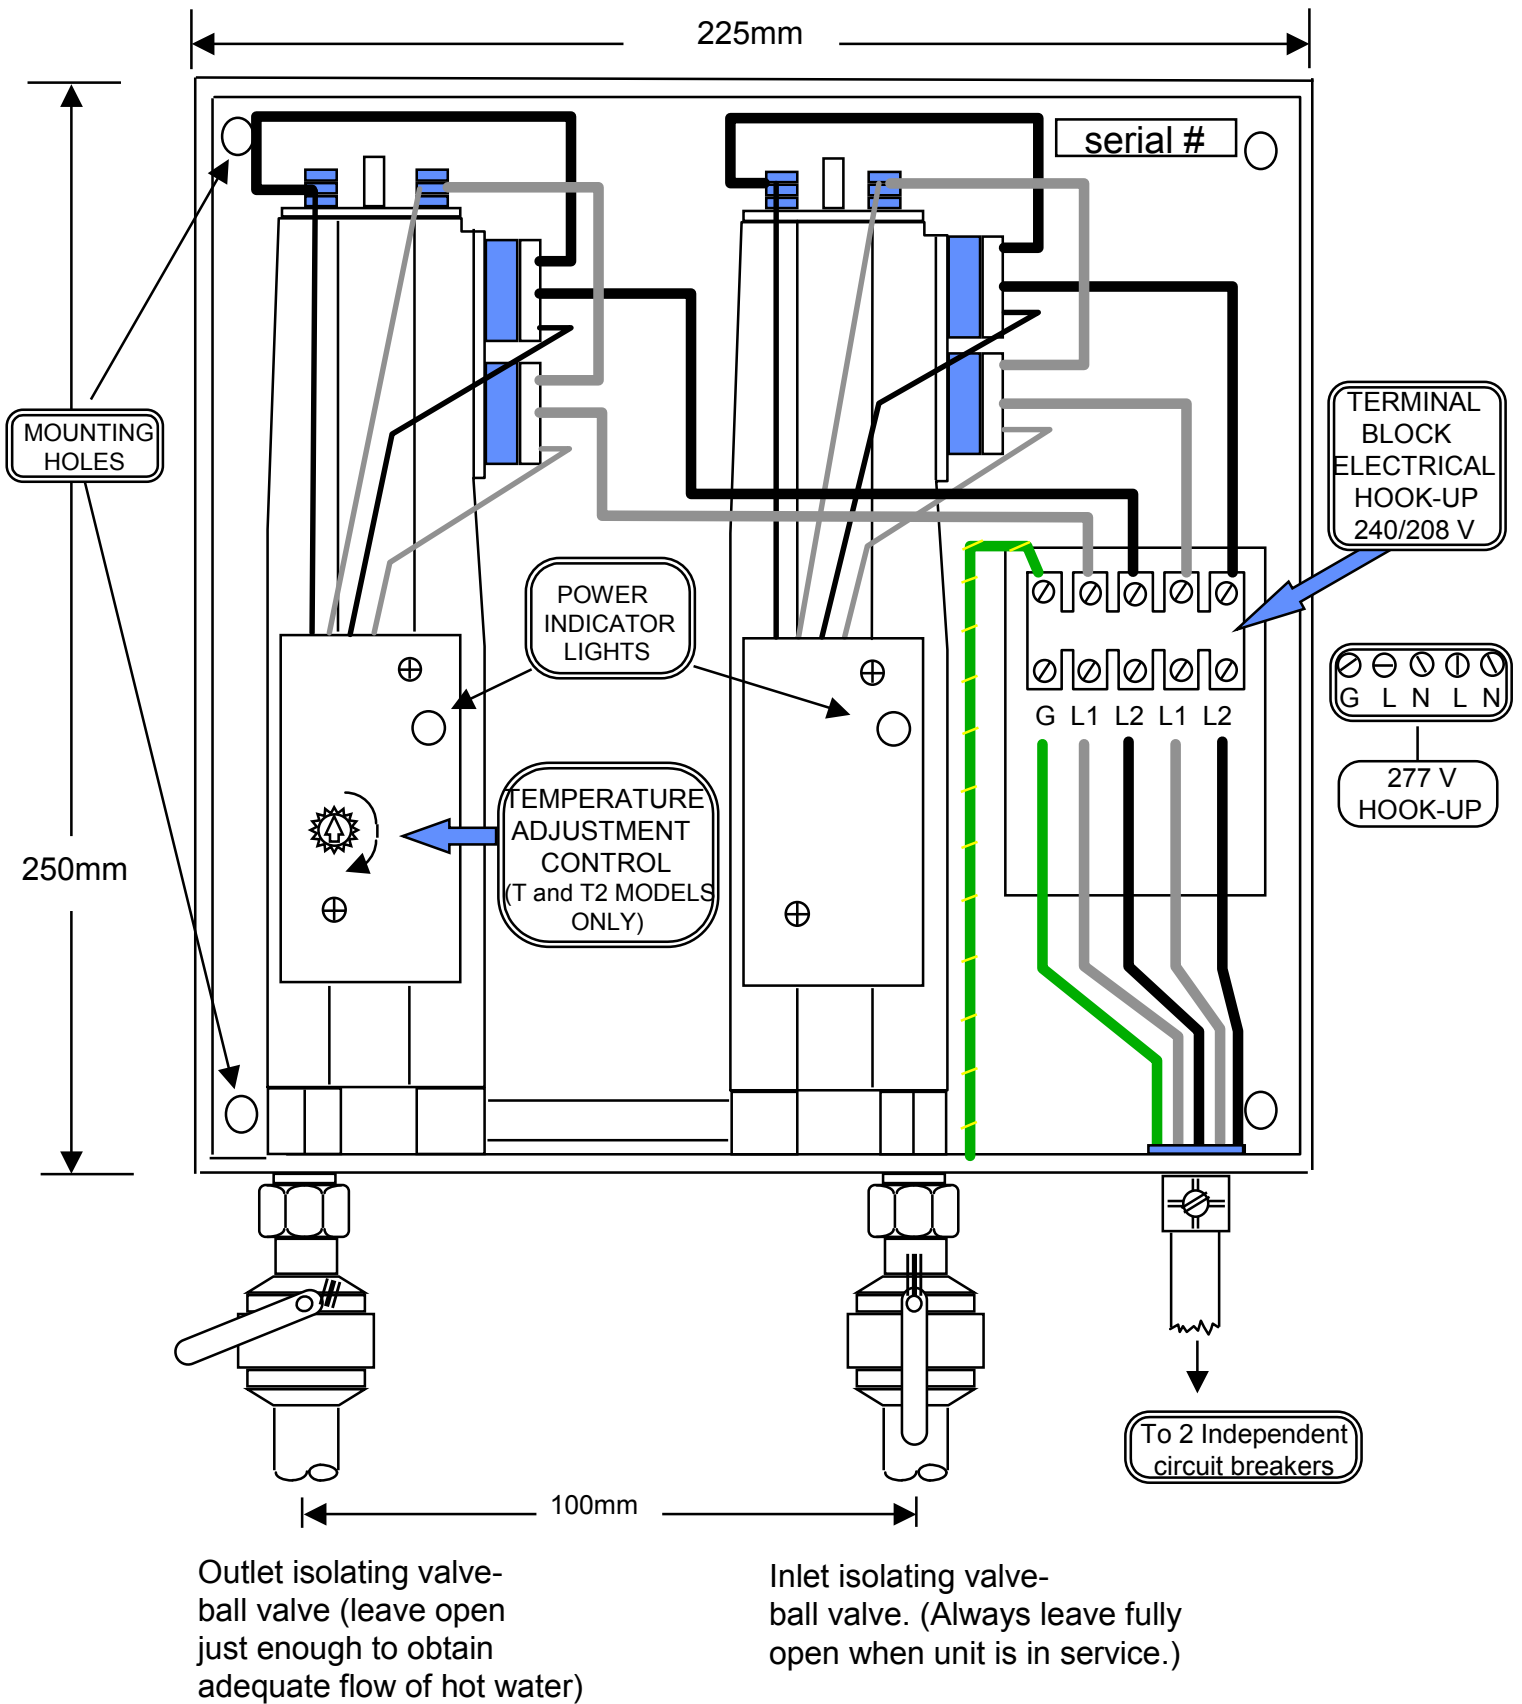 225mm
serial #
MOUNTING
HOLES
TERMINAL
BLOCK
ELECTRICAL
HOOK-UP
240/208 V
POWER
INDICATOR
LIGHTS
G L N L N
G L1 L2 L1 L2
277 V
HOOK-UP
TEMPERATURE
ADJUSTMENT
CONTROL
(T and T2 MODELS
ONLY)
250mm
To 2 Independent
circuit breakers
100mm
Outlet isolating valve-
ball valve (leave open
just enough to obtain
adequate flow of hot water)
Inlet isolating valve-
ball valve. (Always leave fully
open when unit is in service.)